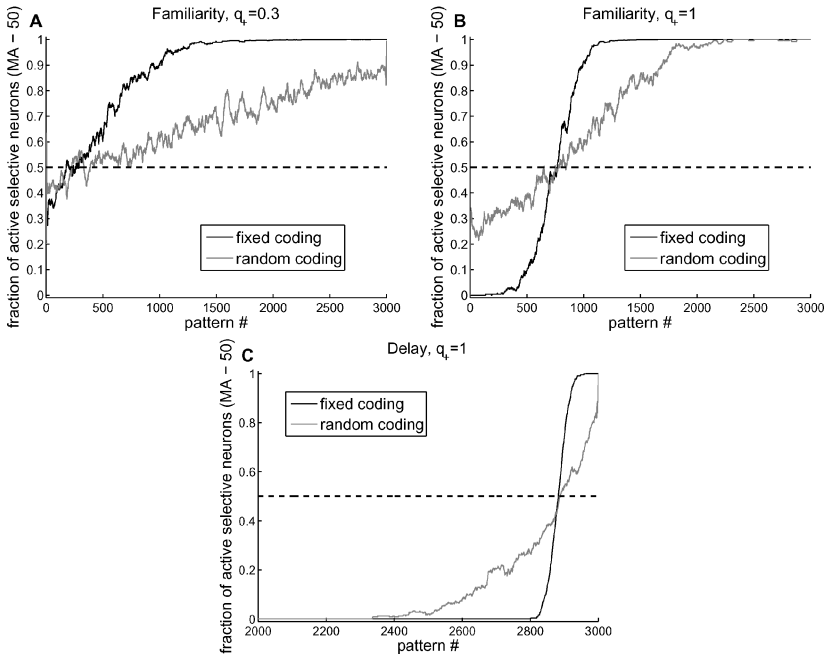 A
Familiarity, q+=0.3
fraction of active selective neurons (MA − 50)
1
0.9
0.8
0.7
0.6
0.5
0.4
0.3
0.2
0.1
0
fixed coding
random coding
0 500 1000 1500 2000 2500 3000
pattern #
B
Familiarity, q+=1
fraction of active selective neurons (MA − 50)
1
0.9
0.8
0.7
0.6
0.5
0.4
0.3
0.2
0.1
0
fixed coding
random coding
0 500 1000 1500 2000 2500 3000
pattern #
C
Delay, q+=1
fraction of active selective neurons (MA − 50)
1
0.8
0.6
0.4
0.2
0
fixed coding
random coding
2000 2200 2400 2600 2800 3000
pattern #